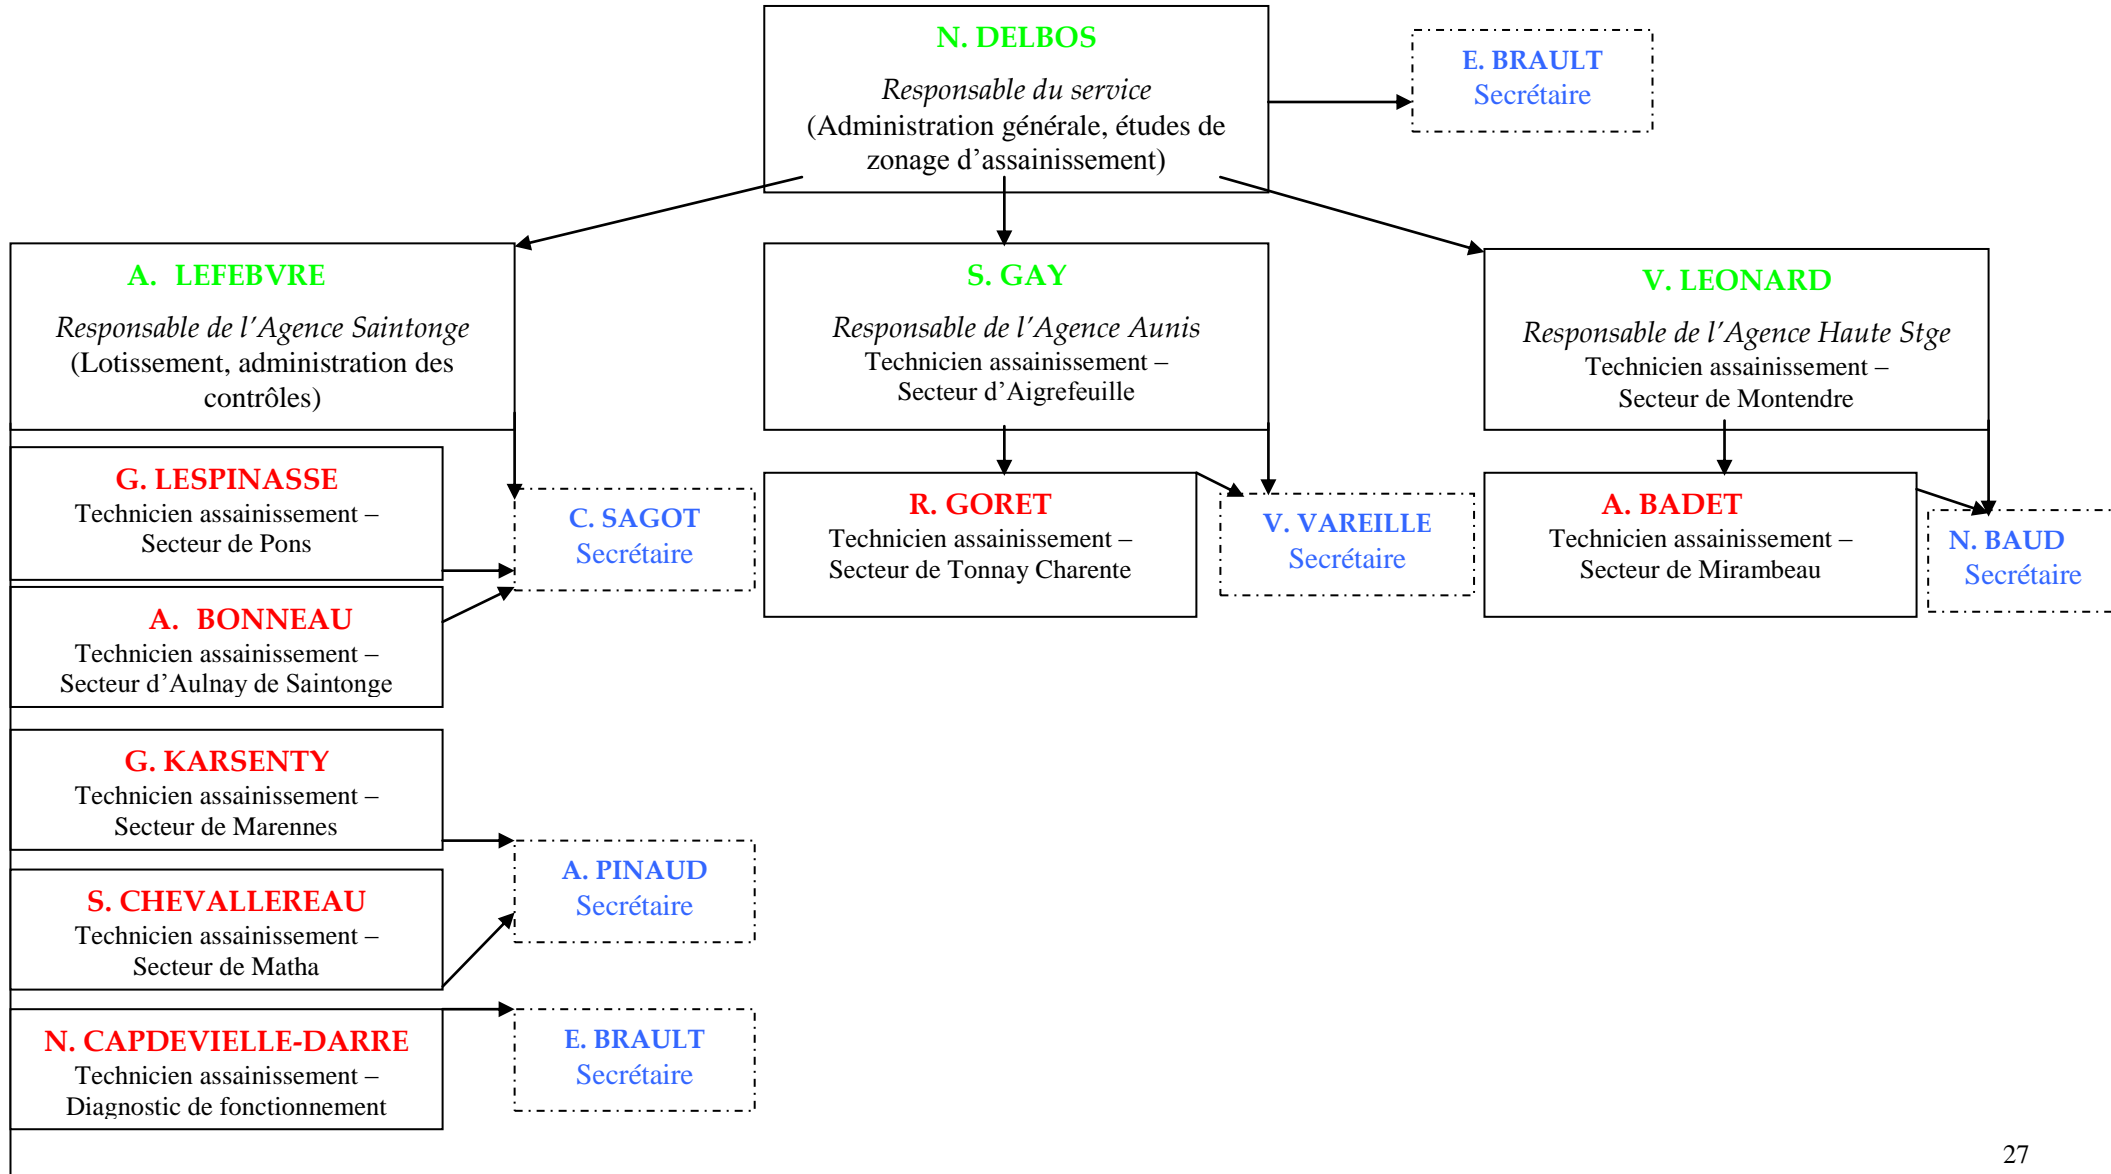 N. DELBOS
Responsable du service
(Administration générale, études de
zonage d’assainissement)
E. BRAULT
Secrétaire
A. LEFEBVRE
Responsable de l’Agence Saintonge
(Lotissement, administration des
contrôles)
S. GAY
Responsable de l’Agence Aunis
Technicien assainissement –
Secteur d’Aigrefeuille
V. LEONARD
Responsable de l’Agence Haute Stge
Technicien assainissement –
Secteur de Montendre
G. LESPINASSE
Technicien assainissement –
Secteur de Pons
C. SAGOT
Secrétaire
R. GORET
Technicien assainissement –
Secteur de Tonnay Charente
V. VAREILLE
Secrétaire
A. BADET
Technicien assainissement –
Secteur de Mirambeau
N. BAUD
Secrétaire
A. BONNEAU
Technicien assainissement –
Secteur d’Aulnay de Saintonge
G. KARSENTY
Technicien assainissement –
Secteur de Marennes
A. PINAUD
Secrétaire
S. CHEVALLEREAU
Technicien assainissement –
Secteur de Matha
N. CAPDEVIELLE-DARRE
Technicien assainissement –
Diagnostic de fonctionnement
E. BRAULT
Secrétaire
27